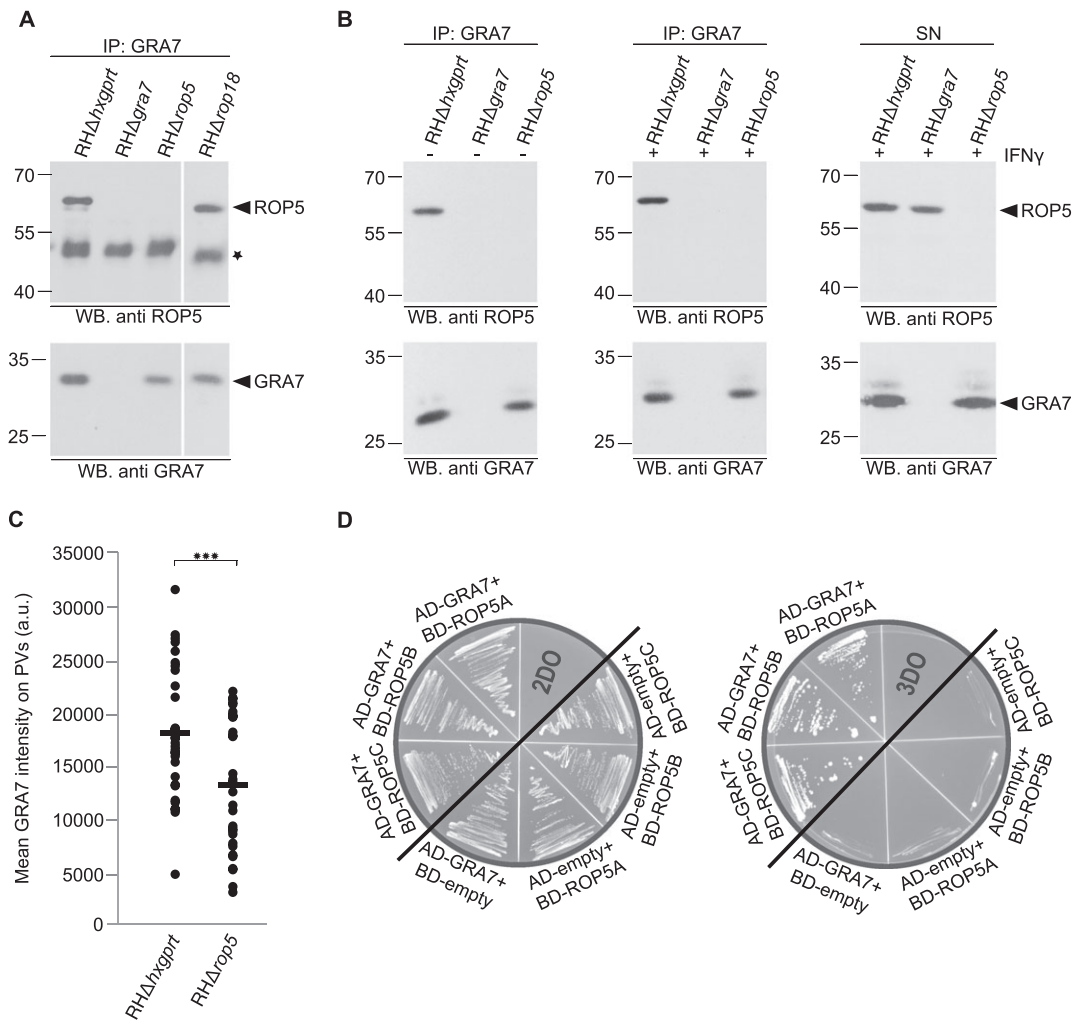 A
IP: GRA7
RHΔhxgprt
RHΔgra7
RHΔrop5
RHΔrop18
70
55
40
ROP5
★
WB. anti ROP5
35
25
GRA7
WB. anti GRA7
B
IP: GRA7
RHΔhxgprt
RHΔgra7
RHΔrop5
- - -
70
55
40
WB. anti ROP5
35
25
WB. anti GRA7
IP: GRA7
RHΔhxgprt
RHΔgra7
RHΔrop5
+ + +
70
55
40
WB. anti ROP5
35
25
WB. anti GRA7
SN
RHΔhxgprt
RHΔgra7
RHΔrop5
+ + + IFNγ
70
55
40
ROP5
WB. anti ROP5
35
25
GRA7
WB. anti GRA7
C
Mean GRA7 intensity on PVs (a.u.)
35000
30000
25000
20000
15000
10000
5000
0
***
RHΔhxgprt
RHΔrop5
D
2DO
AD-GRA7+
BD-ROP5A
AD-GRA7+
BD-ROP5B
AD-GRA7+
BD-ROP5C
AD-GRA7+
BD-empty
AD-empty+
BD-ROP5A
AD-empty+
BD-ROP5B
AD-empty+
BD-ROP5C
3DO
AD-GRA7+
BD-ROP5A
AD-GRA7+
BD-ROP5B
AD-GRA7+
BD-ROP5C
AD-GRA7+
BD-empty
AD-empty+
BD-ROP5A
AD-empty+
BD-ROP5B
AD-empty+
BD-ROP5C